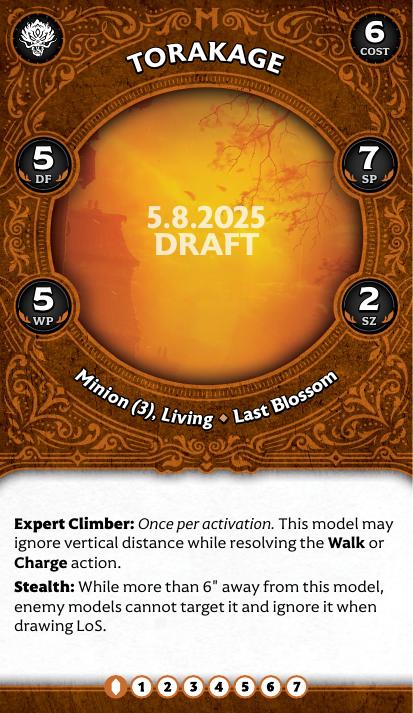 6
COST
TORAKAGE
5
DF
7
SP
5.8.2025
DRAFT
5
WP
2
SZ
Minion (3), Living • Last Blossom
Expert Climber: Once per activation. This model may
ignore vertical distance while resolving the Walk or
Charge action.
Stealth: While more than 6" away from this model,
enemy models cannot target it and ignore it when
drawing LoS.
1 2 3 4 5 6 7